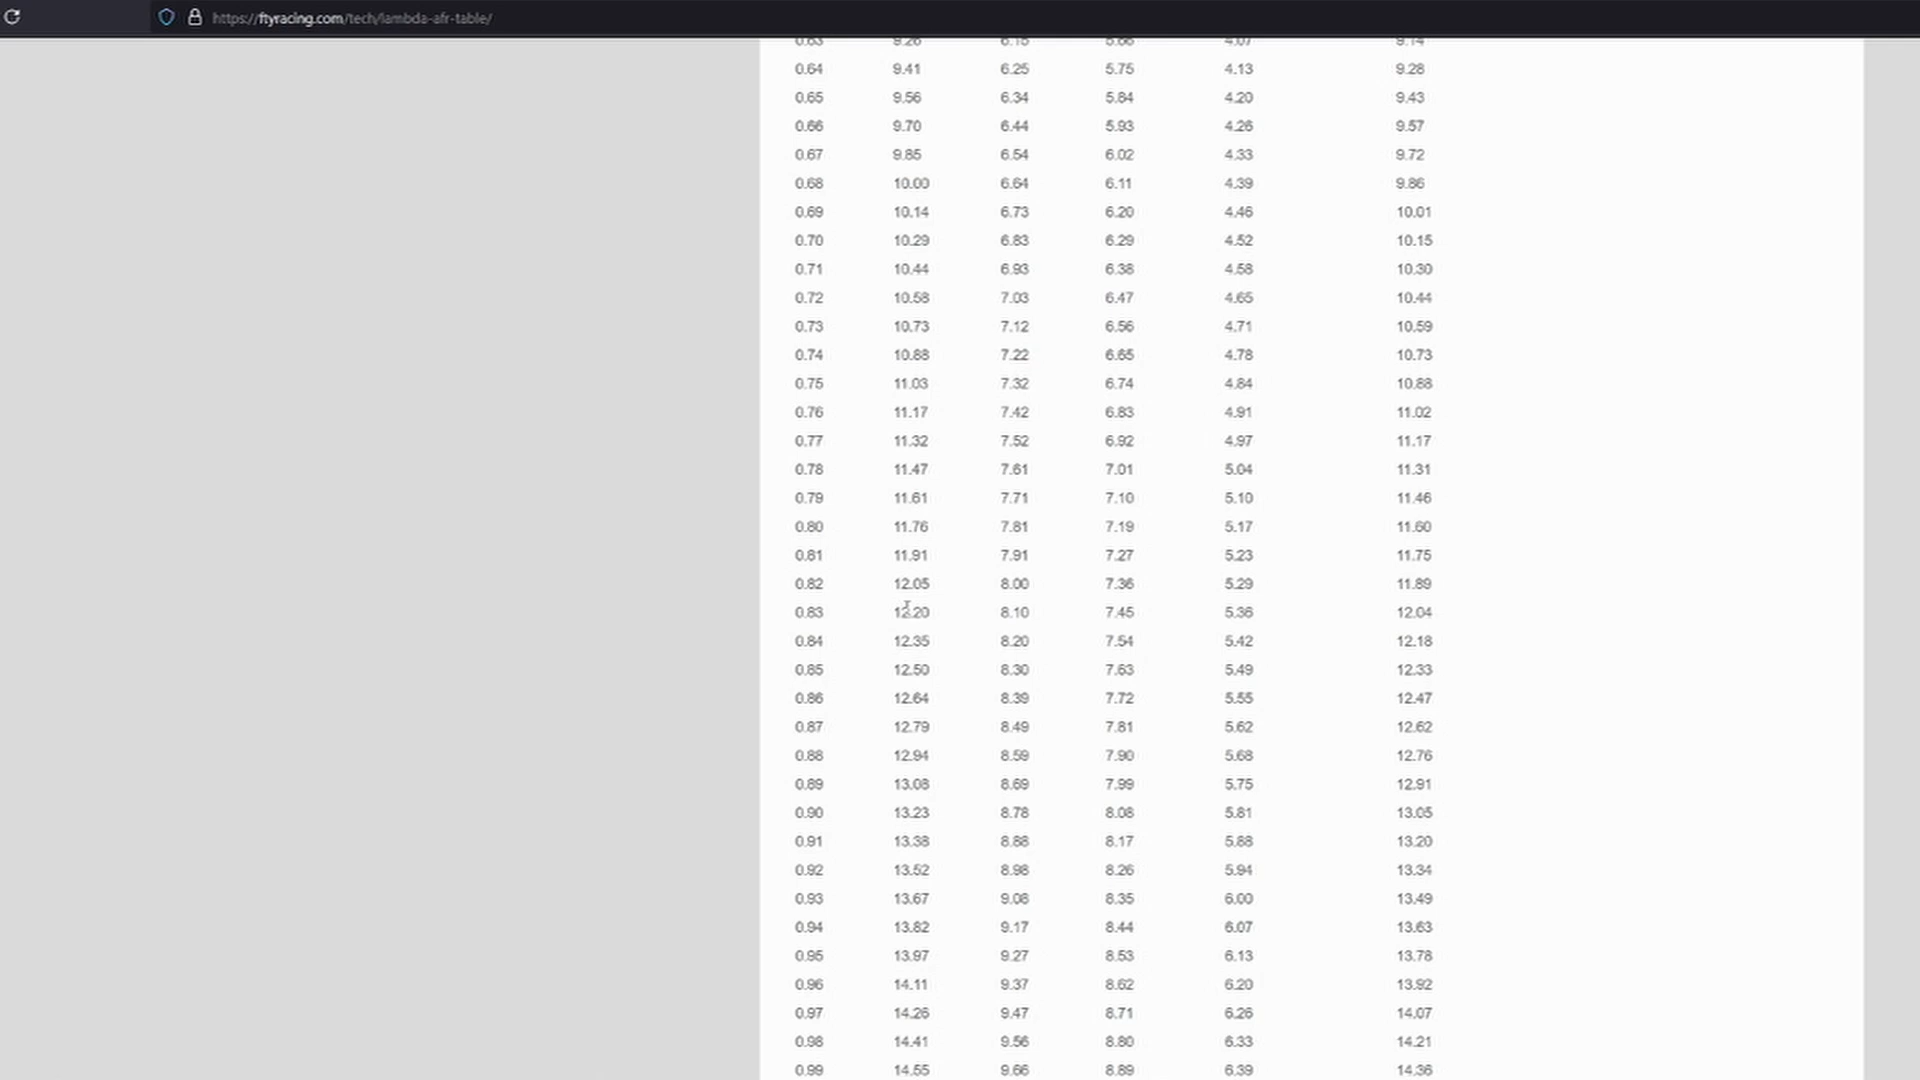 https://ftyracing.com/tech/lambda-afr-table/
0.63 9.26 6.15 5.66 4.07 9.14
0.64 9.41 6.25 5.75 4.13 9.28
0.65 9.56 6.34 5.84 4.20 9.43
0.66 9.70 6.44 5.93 4.26 9.57
0.67 9.85 6.54 6.02 4.33 9.72
0.68 10.00 6.64 6.11 4.39 9.86
0.69 10.14 6.73 6.20 4.46 10.01
0.70 10.29 6.83 6.29 4.52 10.15
0.71 10.44 6.93 6.38 4.58 10.30
0.72 10.58 7.03 6.47 4.65 10.44
0.73 10.73 7.12 6.56 4.71 10.59
0.74 10.88 7.22 6.65 4.78 10.73
0.75 11.03 7.32 6.74 4.84 10.88
0.76 11.17 7.42 6.83 4.91 11.02
0.77 11.32 7.52 6.92 4.97 11.17
0.78 11.47 7.61 7.01 5.04 11.31
0.79 11.61 7.71 7.10 5.10 11.46
0.80 11.76 7.81 7.19 5.17 11.60
0.81 11.91 7.91 7.27 5.23 11.75
0.82 12.05 8.00 7.36 5.29 11.89
0.83 12.20 8.10 7.45 5.36 12.04
0.84 12.35 8.20 7.54 5.42 12.18
0.85 12.50 8.30 7.63 5.49 12.33
0.86 12.64 8.39 7.72 5.55 12.47
0.87 12.79 8.49 7.81 5.62 12.62
0.88 12.94 8.59 7.90 5.68 12.76
0.89 13.08 8.69 7.99 5.75 12.91
0.90 13.23 8.78 8.08 5.81 13.05
0.91 13.38 8.88 8.17 5.88 13.20
0.92 13.52 8.98 8.26 5.94 13.34
0.93 13.67 9.08 8.35 6.00 13.49
0.94 13.82 9.17 8.44 6.07 13.63
0.95 13.97 9.27 8.53 6.13 13.78
0.96 14.11 9.37 8.62 6.20 13.92
0.97 14.26 9.47 8.71 6.26 14.07
0.98 14.41 9.56 8.80 6.33 14.21
0.99 14.55 9.66 8.89 6.39 14.36